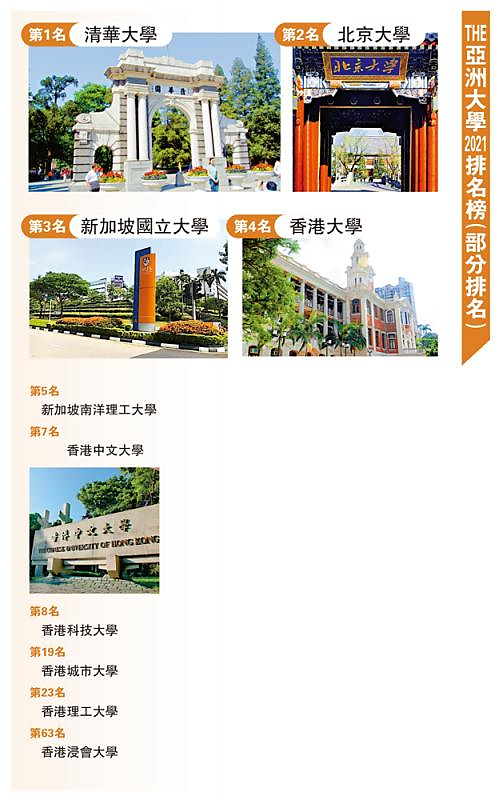 THE亞洲大學2021排名榜(部分排名)
第1名 清華大學
清華園
第2名 北京大學
北京大学
第3名 新加坡國立大學
第4名 香港大學
第5名
新加坡南洋理工大學
第7名
香港中文大學
香港中文大學
THE CHINESE UNIVERSITY OF HONG KONG
第8名
香港科技大學
第19名
香港城市大學
第23名
香港理工大學
第63名
香港浸會大學